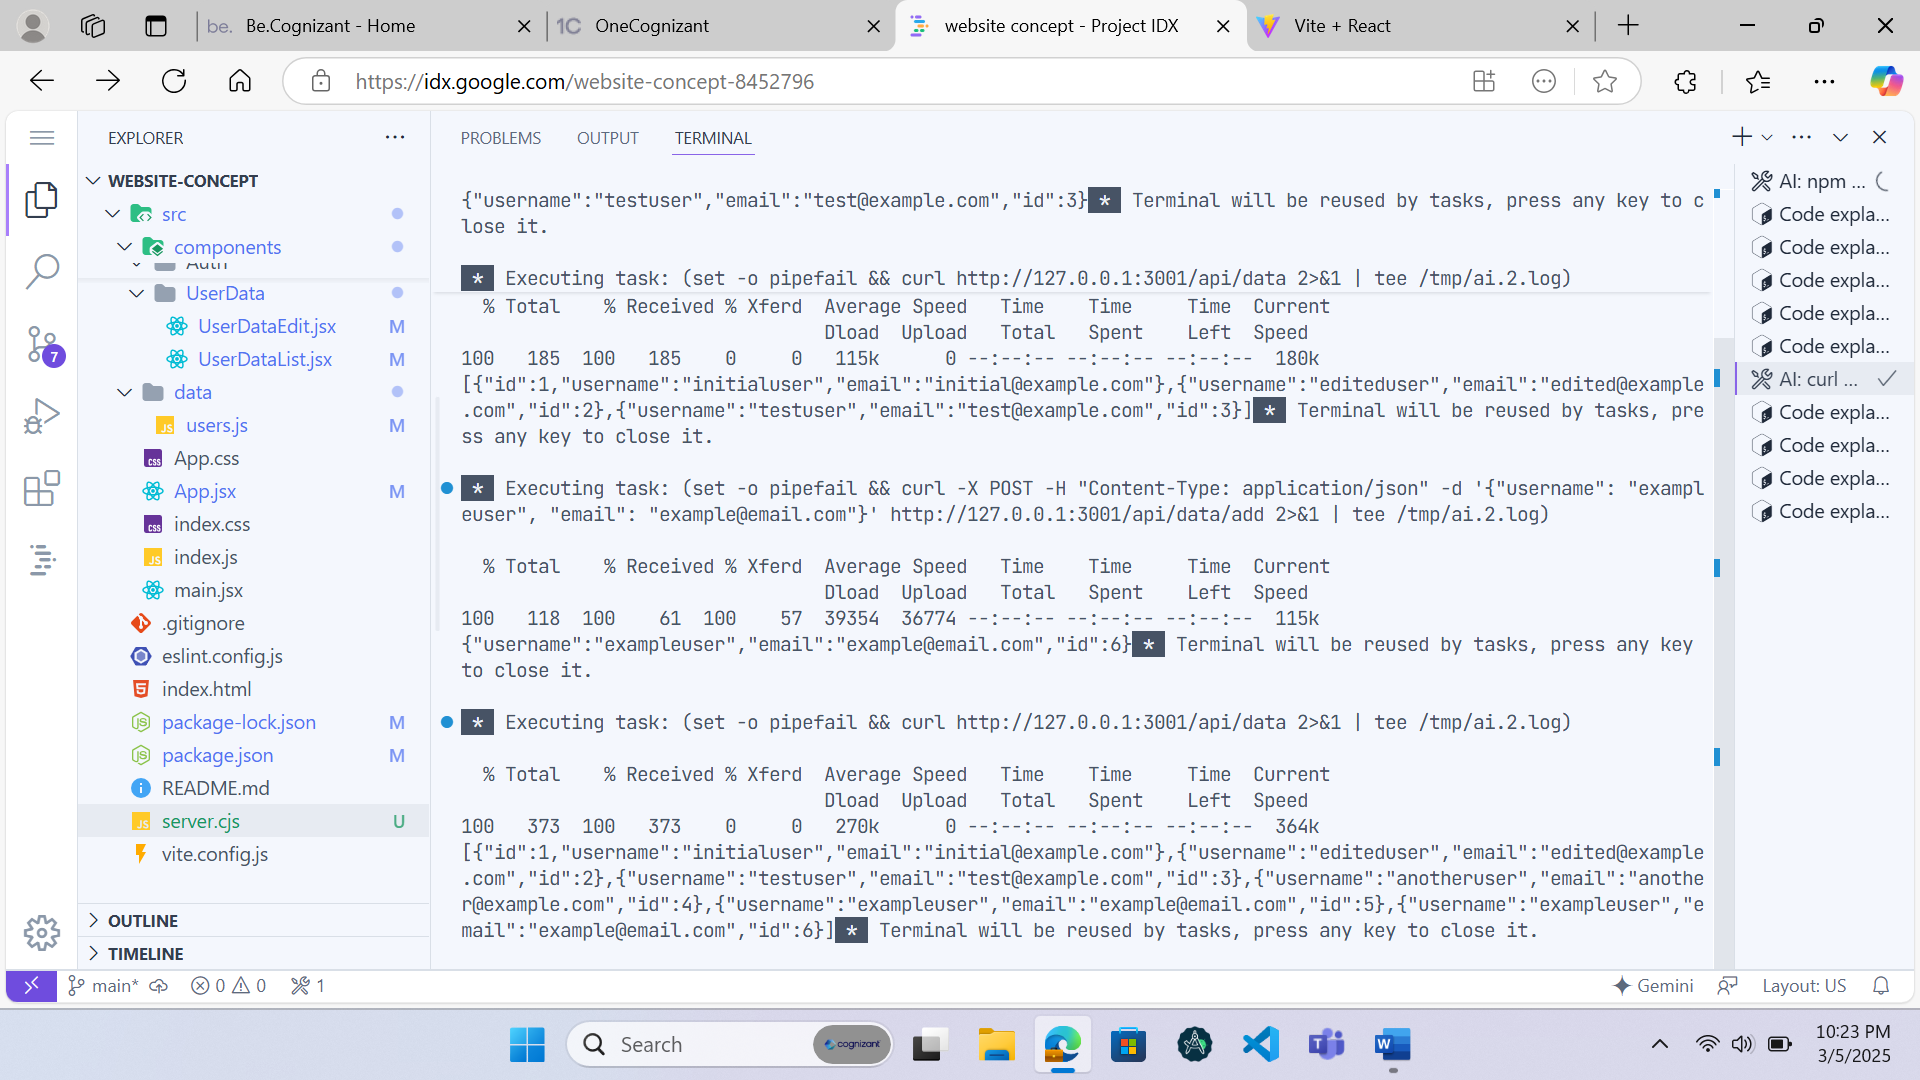 be. Be.Cognizant - Home
1C OneCognizant
website concept - Project IDX
Vite + React
https://idx.google.com/website-concept-8452796
EXPLORER
WEBSITE-CONCEPT
src
components
Auth
UserData
UserDataEdit.jsx M
UserDataList.jsx M
data
users.js M
App.css
App.jsx M
index.css
index.js
main.jsx
.gitignore
eslint.config.js
index.html
package-lock.json M
package.json M
README.md
server.cjs U
vite.config.js
OUTLINE
TIMELINE
7
PROBLEMS OUTPUT TERMINAL
{"username":"testuser","email":"test@example.com","id":3} * Terminal will be reused by tasks, press any key to c
lose it.
* Executing task: (set -o pipefail && curl http://127.0.0.1:3001/api/data 2>&1 | tee /tmp/ai.2.log)
% Total % Received % Xferd Average Speed Time Time Time Current
Dload Upload Total Spent Left Speed
100 185 100 185 0 0 115k 0 --:--:-- --:--:-- --:--:-- 180k
[{"id":1,"username":"initialuser","email":"initial@example.com"},{"username":"editeduser","email":"edited@example
.com","id":2},{"username":"testuser","email":"test@example.com","id":3}] * Terminal will be reused by tasks, pre
ss any key to close it.
* Executing task: (set -o pipefail && curl -X POST -H "Content-Type: application/json" -d '{"username": "exampl
euser", "email": "example@email.com"}' http://127.0.0.1:3001/api/data/add 2>&1 | tee /tmp/ai.2.log)
% Total % Received % Xferd Average Speed Time Time Time Current
Dload Upload Total Spent Left Speed
100 118 100 61 100 57 39354 36774 --:--:-- --:--:-- --:--:-- 115k
{"username":"exampleuser","email":"example@email.com","id":6} * Terminal will be reused by tasks, press any key
to close it.
* Executing task: (set -o pipefail && curl http://127.0.0.1:3001/api/data 2>&1 | tee /tmp/ai.2.log)
% Total % Received % Xferd Average Speed Time Time Time Current
Dload Upload Total Spent Left Speed
100 373 100 373 0 0 270k 0 --:--:-- --:--:-- --:--:-- 364k
[{"id":1,"username":"initialuser","email":"initial@example.com"},{"username":"editeduser","email":"edited@example
.com","id":2},{"username":"testuser","email":"test@example.com","id":3},{"username":"anotheruser","email":"anothe
r@example.com","id":4},{"username":"exampleuser","email":"example@email.com","id":5},{"username":"exampleuser","e
mail":"example@email.com","id":6}] * Terminal will be reused by tasks, press any key to close it.
AI: npm ...
Code expla...
Code expla...
Code expla...
Code expla...
Code expla...
AI: curl ...
Code expla...
Code expla...
Code expla...
Code expla...
main* 0 0 1
Gemini Layout: US
Search cognizant
10:23 PM
3/5/2025